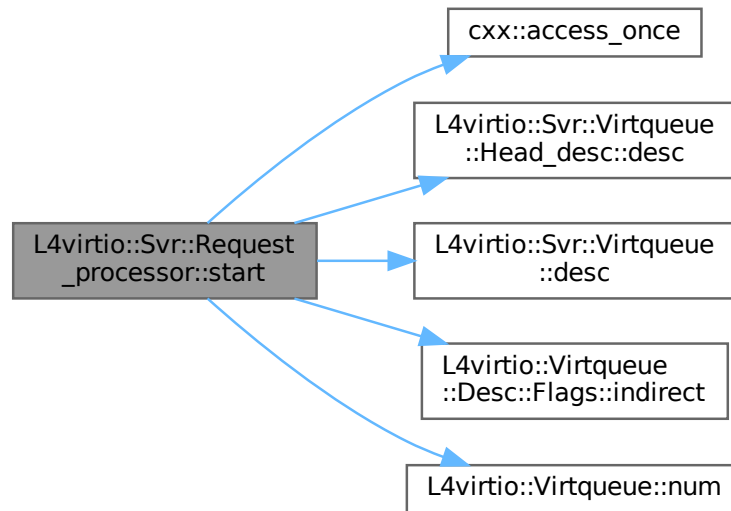 cxx::access_once
L4virtio::Svr::Virtqueue
::Head_desc::desc
L4virtio::Svr::Request
_processor::start
L4virtio::Svr::Virtqueue
::desc
L4virtio::Virtqueue
::Desc::Flags::indirect
L4virtio::Virtqueue::num